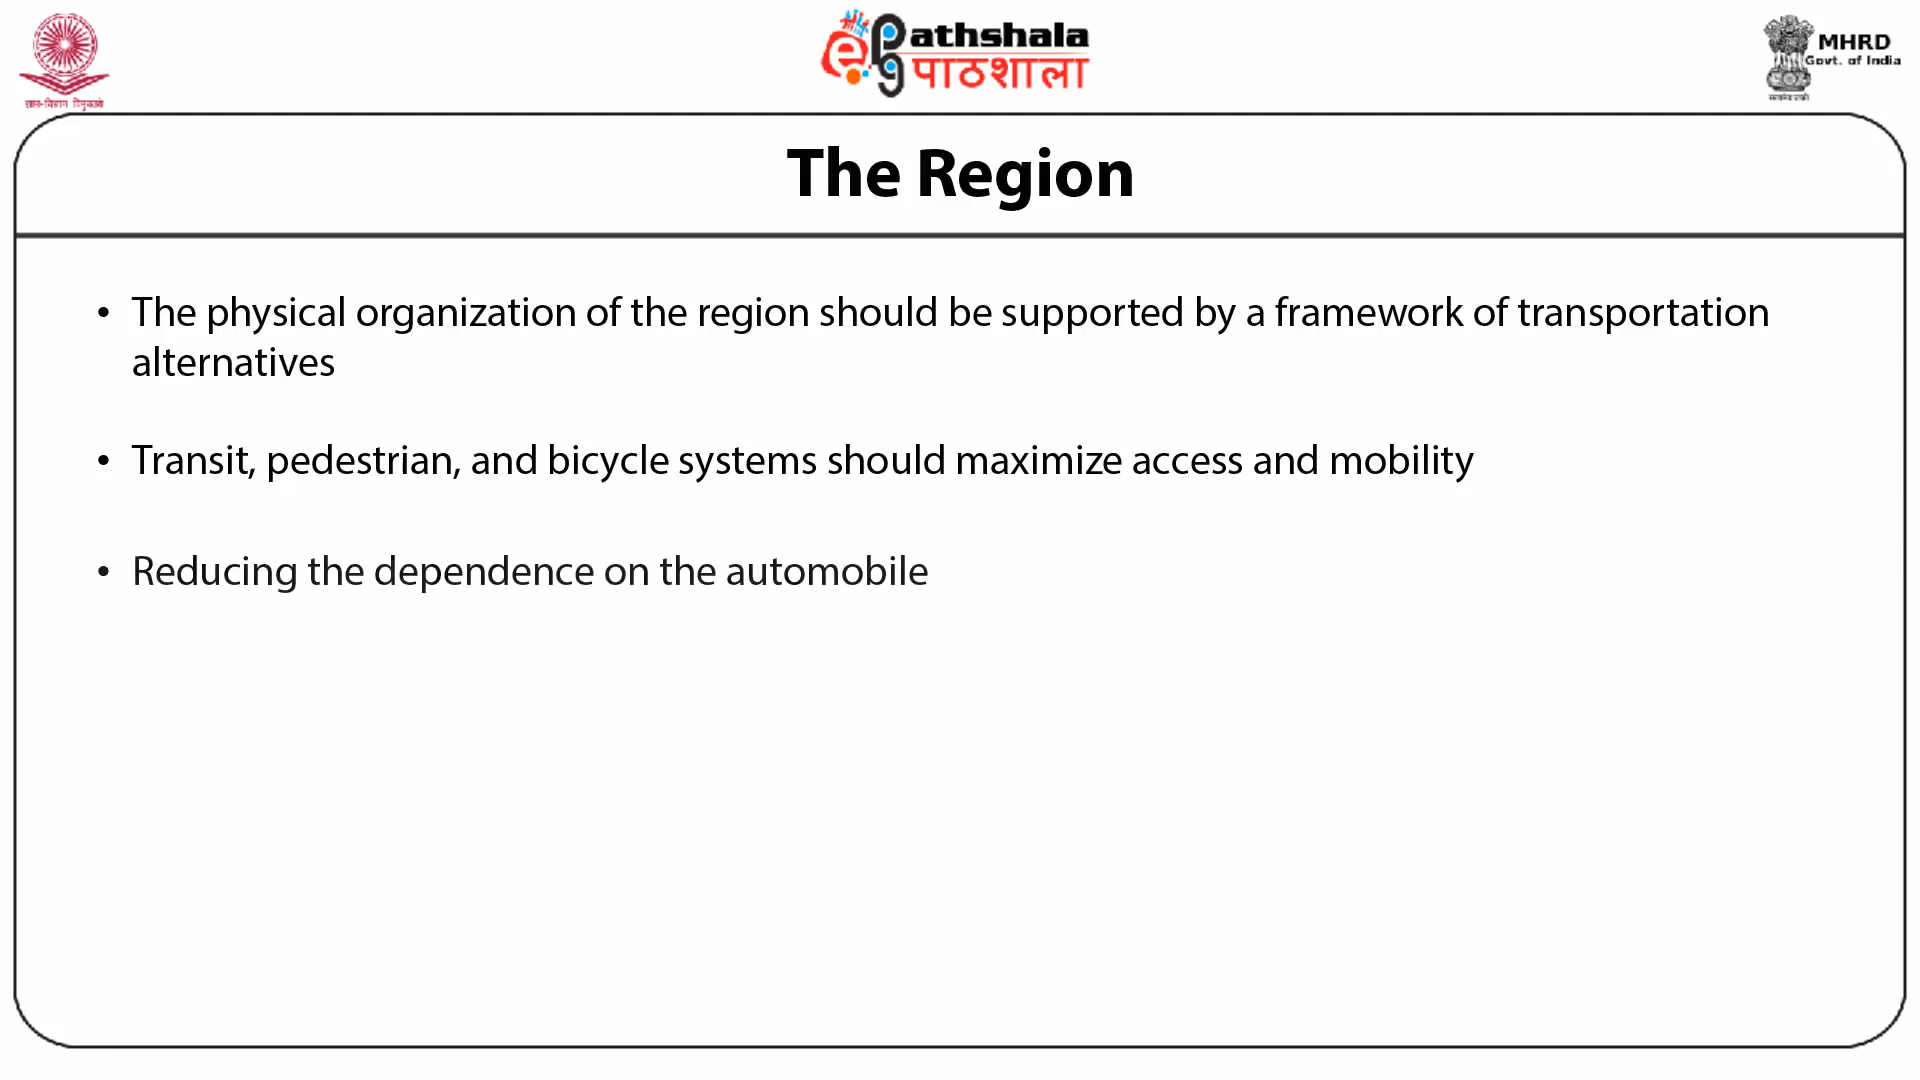 ePGpathshala
पाठशाला
MHRD
Govt. of India
The Region
• The physical organization of the region should be supported by a framework of transportation
alternatives
• Transit, pedestrian, and bicycle systems should maximize access and mobility
• Reducing the dependence on the automobile